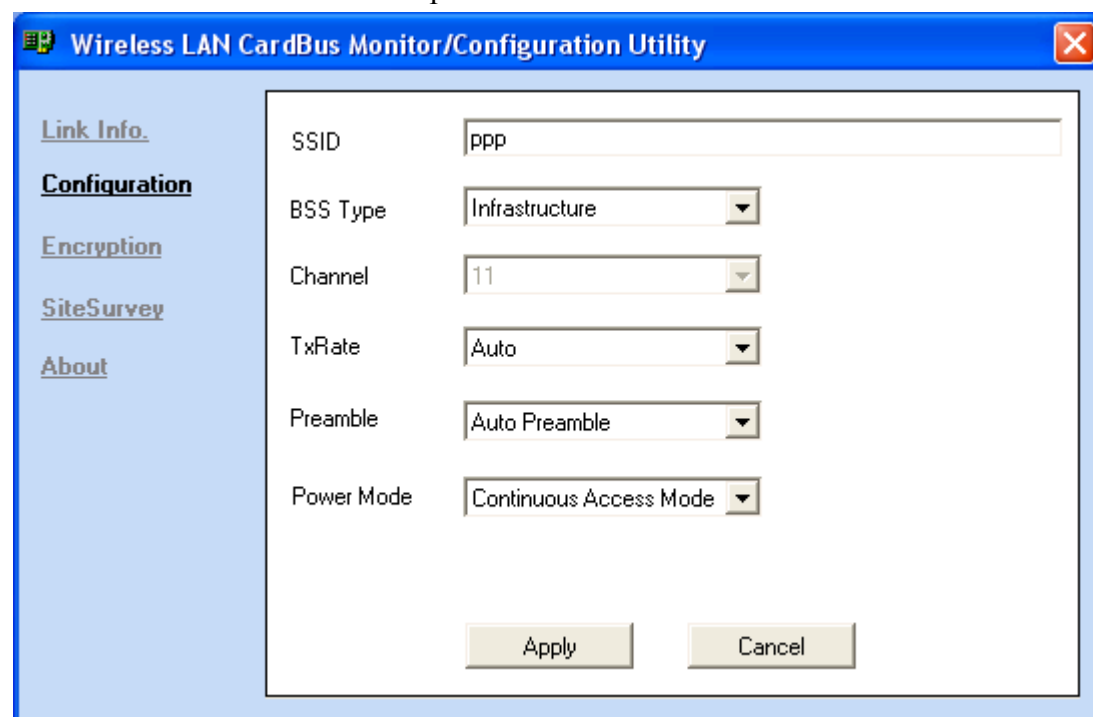 Wireless LAN CardBus Monitor/Configuration Utility
Link Info.
Configuration
Encryption
SiteSurvey
About
SSID ppp
BSS Type Infrastructure
Channel 11
TxRate Auto
Preamble Auto Preamble
Power Mode Continuous Access Mode
Apply Cancel